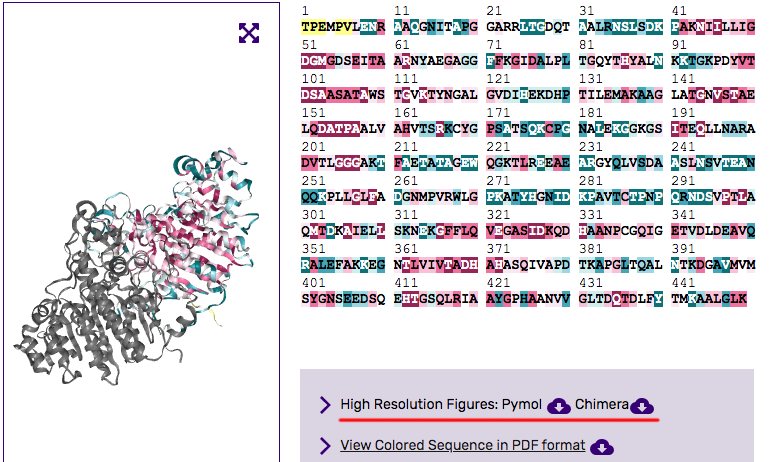 1 11 21 31 41
TPEMPVLENR AAQGNITAPG GARRLTGDQT AALRNSLSDK PAKNIILLIG
51 61 71 81 91
DGMGDSEITA ARNYAEGAGG FFKGIDALPL TGQYTHYALN KKTGKPDYVT
101 111 121 131 141
DSAASATAWS TGVKTYNGAL GVDIHEKDHP TILEMAKAAG LATGNVSTAE
151 161 171 181 191
LQDATPAALV AHVTSRKCYG PSATSQKCPG NALEKGGKGS ITEQLLNARA
201 211 221 231 241
DVTLGGGAKT FAETATAGEW QGKTLREEAE ARGYQLVSDA ASLNSVTEAN
251 261 271 281 291
QQKPLLGLFA DGNMPVRWLG PKATYHGNID KPAVTCTPNP QRNDSVPTLA
301 311 321 331 341
QMTDKAIELL SKNEKGFFLQ VEGASIDKQD HAANPCGQIG ETVDLDEAVQ
351 361 371 381 391
RALEFAKKEG NTLVIVTADH AHASQIVAPD TKAPGLTQAL NTKDGAVMVM
401 411 421 431 441
SYGNSEEDSQ EHTGSQLRIA AYGPHAANVV GLTDQTDLFY TMKAALGLK
High Resolution Figures: Pymol Chimera
View Colored Sequence in PDF format